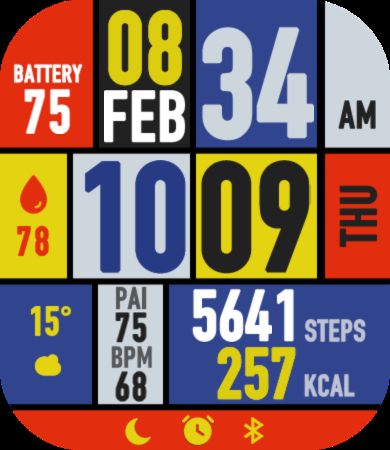 BATTERY
75
08
FEB
34
AM
10 09
THU
78
15°
PAI
75
BPM
68
5641 STEPS
257 KCAL